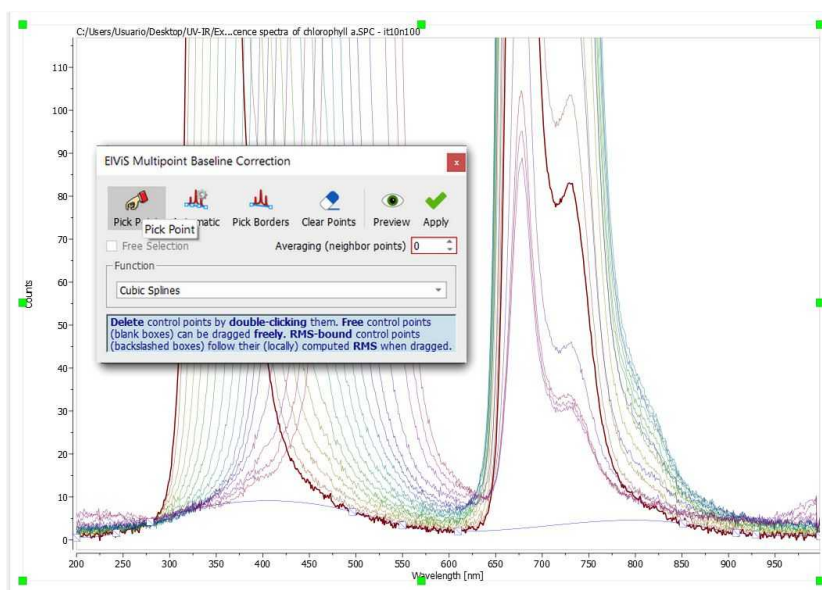 C:/Users/Usuario/Desktop/UV-IR/Ex...cence spectra of chlorophyll a.SPC - it10n100
110
100
90
80
70
60
50
40
30
20
10
0
Counts
ElViS Multipoint Baseline Correction
x
Pick Preview Apply
Pick Borders Clear Points
Pick Point
Free Selection
Averaging (neighbor points) 0
Function
Cubic Splines
Delete control points by double-clicking them. Free control points
(blank boxes) can be dragged freely. RMS-bound control points
(backslashed boxes) follow their (locally) computed RMS when dragged.
200 250 300 350 400 450 500 550 600 650 700 750 800 850 900 950
Wavelength [nm]